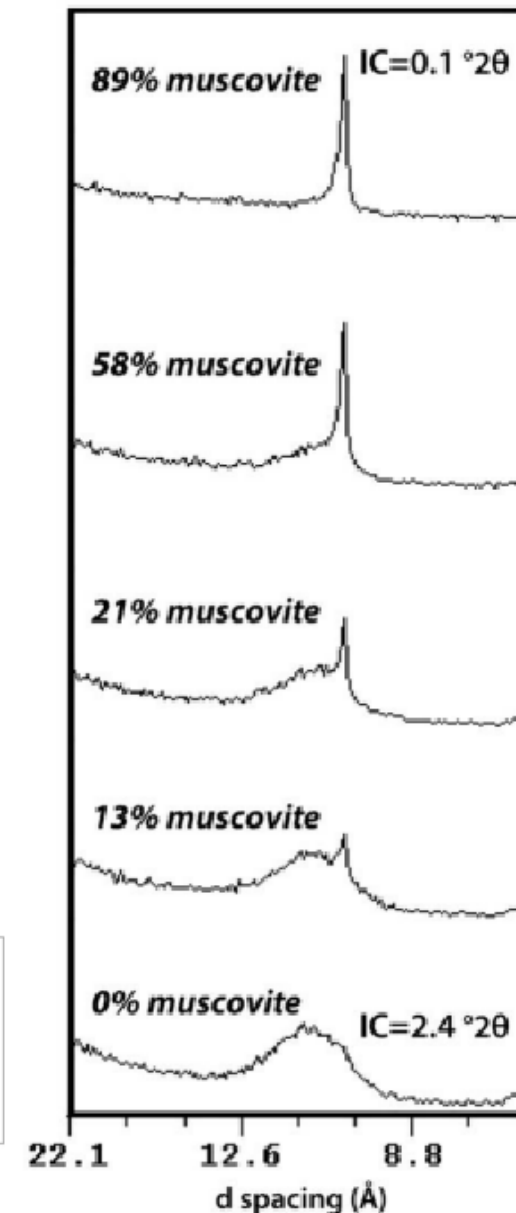 89% muscovite IC=0.1 °2θ
58% muscovite
21% muscovite
13% muscovite
0% muscovite IC=2.4 °2θ
22.1 12.6 8.8
d spacing (Å)